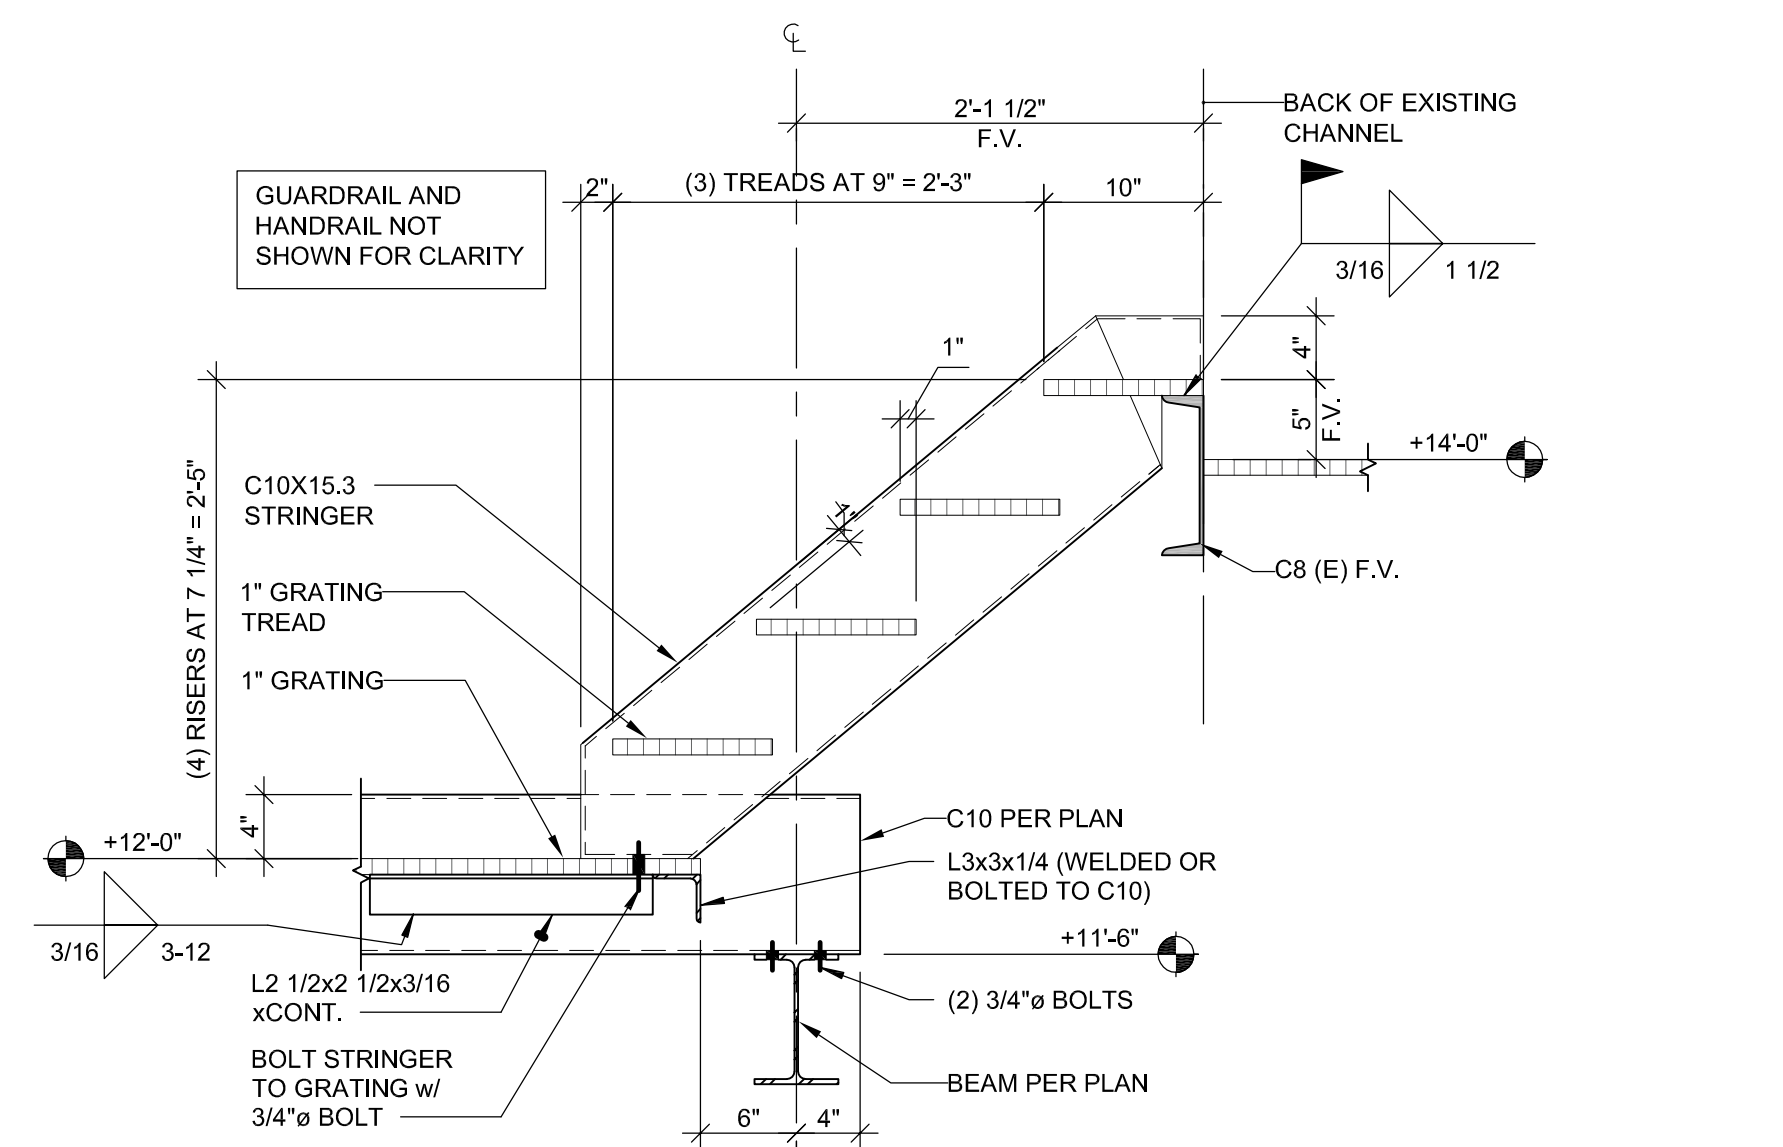 ℄
2'-1 1/2"
F.V.
BACK OF EXISTING
CHANNEL
GUARDRAIL AND
HANDRAIL NOT
SHOWN FOR CLARITY
2"
(3) TREADS AT 9" = 2'-3"
10"
3/16
1 1/2
1"
4"
5"
F.V.
+14'-0"
C10X15.3
STRINGER
1"
(4) RISERS AT 7 1/4" = 2'-5"
C8 (E) F.V.
1" GRATING
TREAD
1" GRATING
4"
+12'-0"
C10 PER PLAN
L3x3x1/4 (WELDED OR
BOLTED TO C10)
3/16
3-12
+11'-6"
L2 1/2x2 1/2x3/16
xCONT.
(2) 3/4"ø BOLTS
BOLT STRINGER
TO GRATING w/
3/4"ø BOLT
BEAM PER PLAN
6"
4"